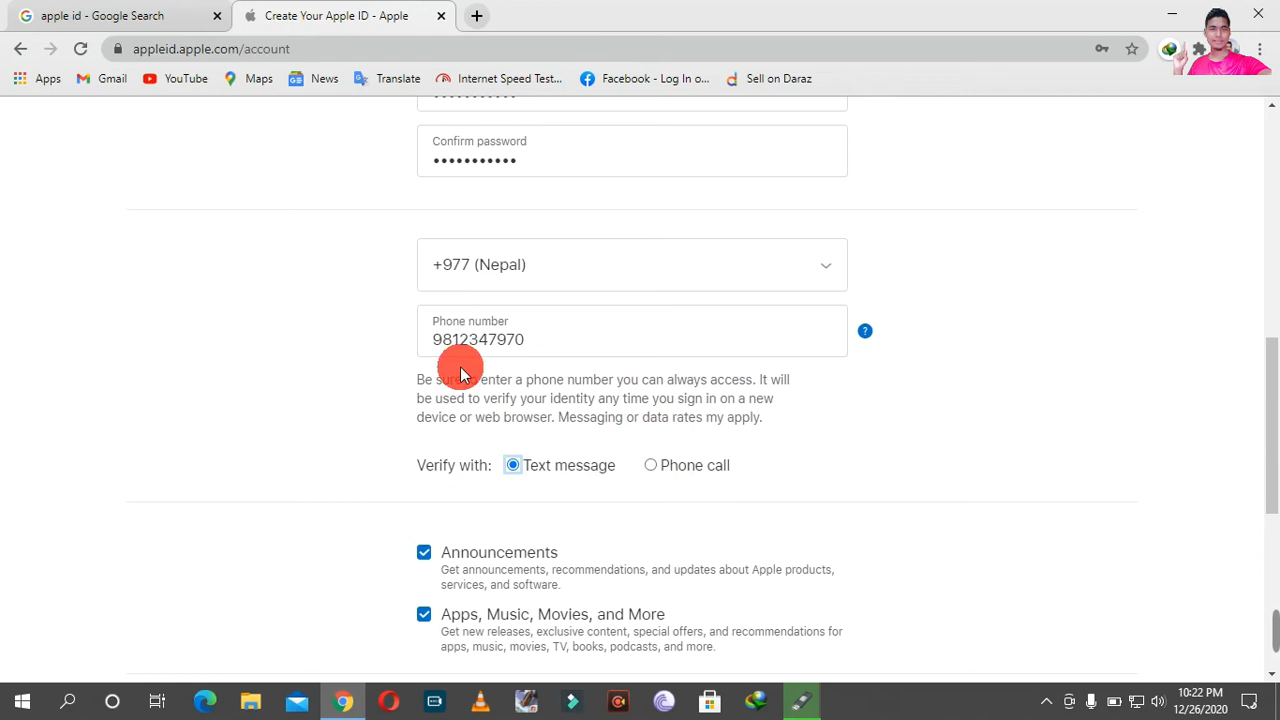 apple id - Google Search
Create Your Apple ID - Apple
appleid.apple.com/account
Apps
Gmail
YouTube
Maps
News
Translate
Internet Speed Test...
Facebook - Log In o...
Sell on Daraz
Confirm password
•••••••••••
+977 (Nepal)
Phone number
9812347970
?
Be sure to enter a phone number you can always access. It will
be used to verify your identity any time you sign in on a new
device or web browser. Messaging or data rates my apply.
Verify with:
Text message
Phone call
Announcements
Get announcements, recommendations, and updates about Apple products,
services, and software.
Apps, Music, Movies, and More
Get new releases, exclusive content, special offers, and recommendations for
apps, music, movies, TV, books, podcasts, and more.
10:22 PM
12/26/2020